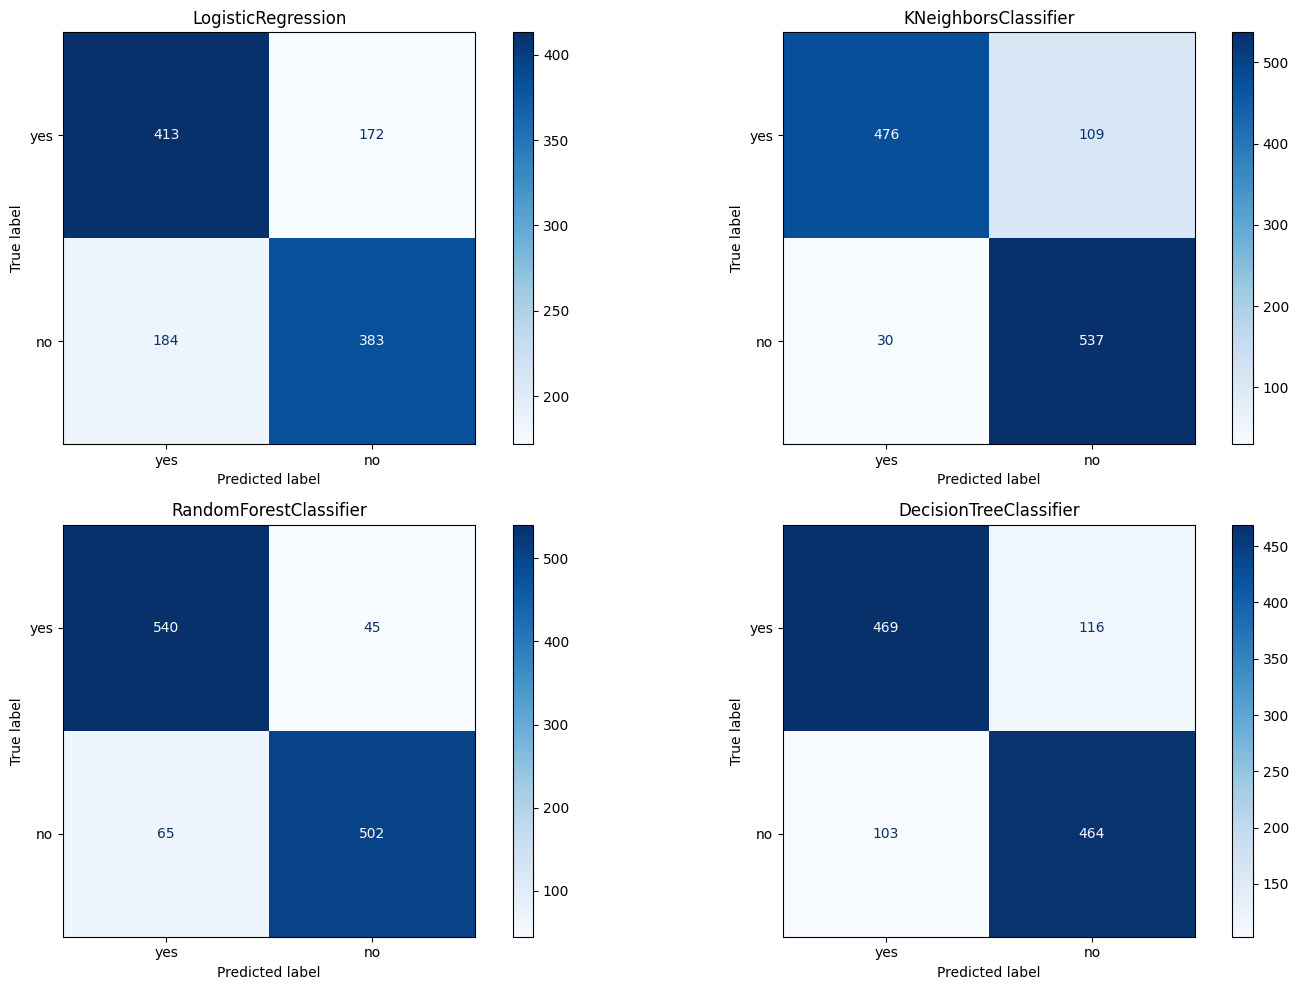 LogisticRegression
yes
413
172
no
184
383
yes
no
True label
Predicted label
400
350
300
250
200
KNeighborsClassifier
yes
476
109
no
30
537
yes
no
True label
Predicted label
500
400
300
200
100
RandomForestClassifier
yes
540
45
no
65
502
yes
no
True label
Predicted label
500
400
300
200
100
DecisionTreeClassifier
yes
469
116
no
103
464
yes
no
True label
Predicted label
450
400
350
300
250
200
150